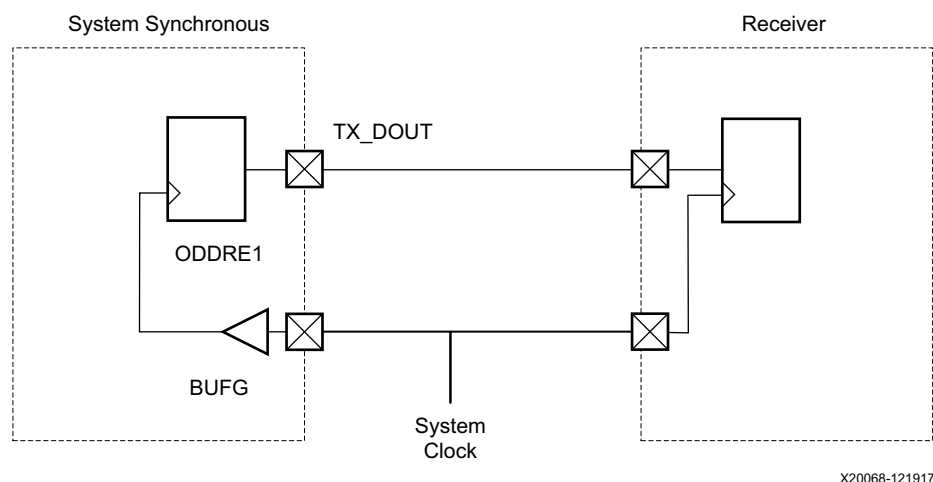 System Synchronous
Receiver
TX_DOUT
ODDRE1
BUFG
System
Clock
X20068-121917